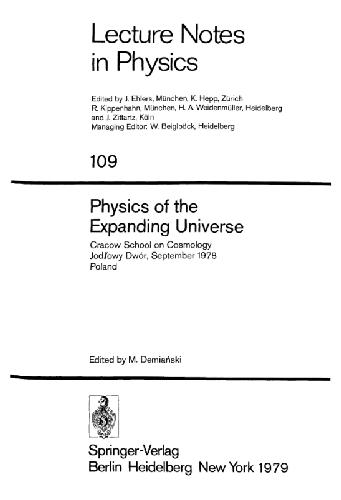 Lecture Notes
in Physics
Edited by J. Ehlers, München, K. Hepp, Zürich
R. Kippenhahn, München, H. A. Weidenmüller, Heidelberg
and J. Zittartz, Köln
Managing Editor: W. Beiglböck, Heidelberg
109
Physics of the
Expanding Universe
Cracow School on Cosmology
Jodłowy Dwór, September 1978
Poland
Edited by M. Demiański
Springer-Verlag
Berlin Heidelberg New York 1979